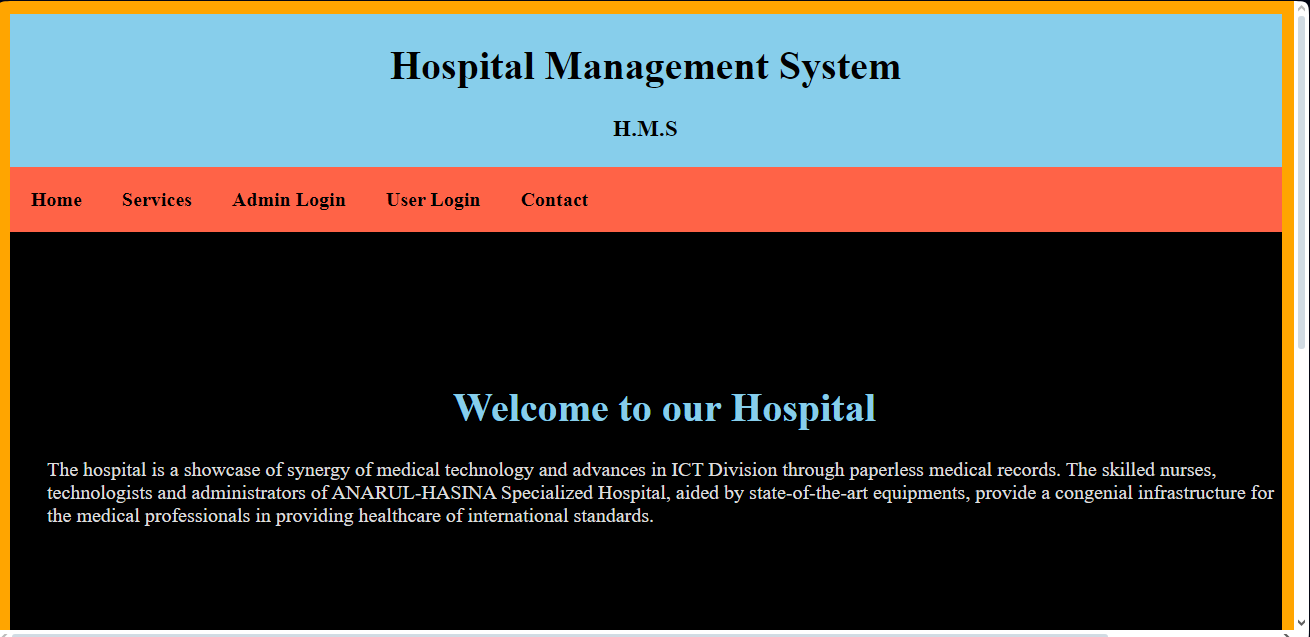 Hospital Management System
H.M.S
Home Services Admin Login User Login Contact
Welcome to our Hospital
The hospital is a showcase of synergy of medical technology and advances in ICT Division through paperless medical records. The skilled nurses,
technologists and administrators of ANARUL-HASINA Specialized Hospital, aided by state-of-the-art equipments, provide a congenial infrastructure for
the medical professionals in providing healthcare of international standards.